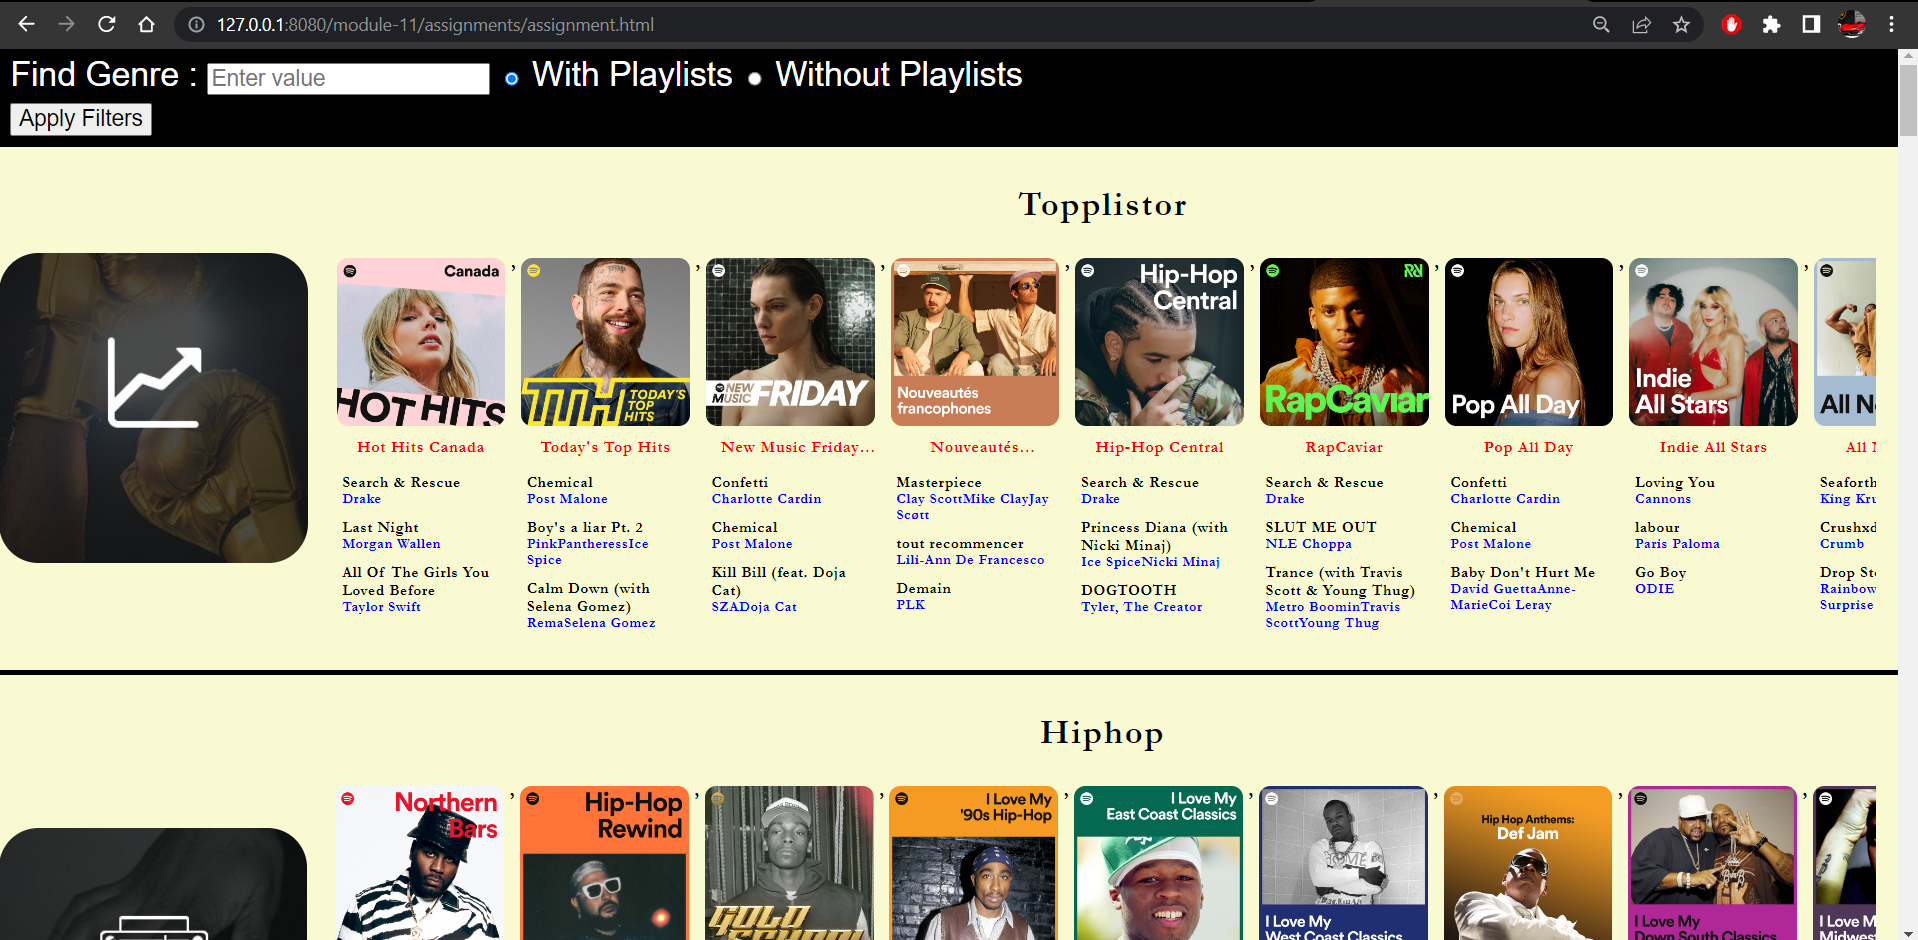 127.0.0.1:8080/module-11/assignments/assignment.html
Find Genre : Enter value With Playlists Without Playlists
Apply Filters
Topplistor
Canada
HOT HITS
TTH TODAY'S TOP HITS
NEW MUSIC FRIDAY
Nouveautés francophones
Hip-Hop Central
RapCaviar
Pop All Day
Indie All Stars
All N
, , , , , , , ,
Hot Hits Canada
Search & Rescue
Drake
Last Night
Morgan Wallen
All Of The Girls You
Loved Before
Taylor Swift
Today's Top Hits
Chemical
Post Malone
Boy's a liar Pt. 2
PinkPantheressIce
Spice
Calm Down (with
Selena Gomez)
RemaSelena Gomez
New Music Friday...
Confetti
Charlotte Cardin
Chemical
Post Malone
Kill Bill (feat. Doja
Cat)
SZADoja Cat
Nouveautés...
Masterpiece
Clay ScottMike ClayJay
Scøtt
tout recommencer
Lili-Ann De Francesco
Demain
PLK
Hip-Hop Central
Search & Rescue
Drake
Princess Diana (with
Nicki Minaj)
Ice SpiceNicki Minaj
DOGTOOTH
Tyler, The Creator
RapCaviar
Search & Rescue
Drake
SLUT ME OUT
NLE Choppa
Trance (with Travis
Scott & Young Thug)
Metro BoominTravis
ScottYoung Thug
Pop All Day
Confetti
Charlotte Cardin
Chemical
Post Malone
Baby Don't Hurt Me
David GuettaAnne-
MarieCoi Leray
Indie All Stars
Loving You
Cannons
labour
Paris Paloma
Go Boy
ODIE
All
Seaforth
King Kru
Crushxd
Crumb
Drop St
Rainbow
Surprise
Hiphop
Northern
Bars
Hip-Hop
Rewind
GOLD
SCHOOL
I Love My
'90s Hip-Hop
I Love My
East Coast Classics
I Love My
West Coast Classics
Hip Hop Anthems:
Def Jam
I Love My
Down South Classics
I Love M
Midwest